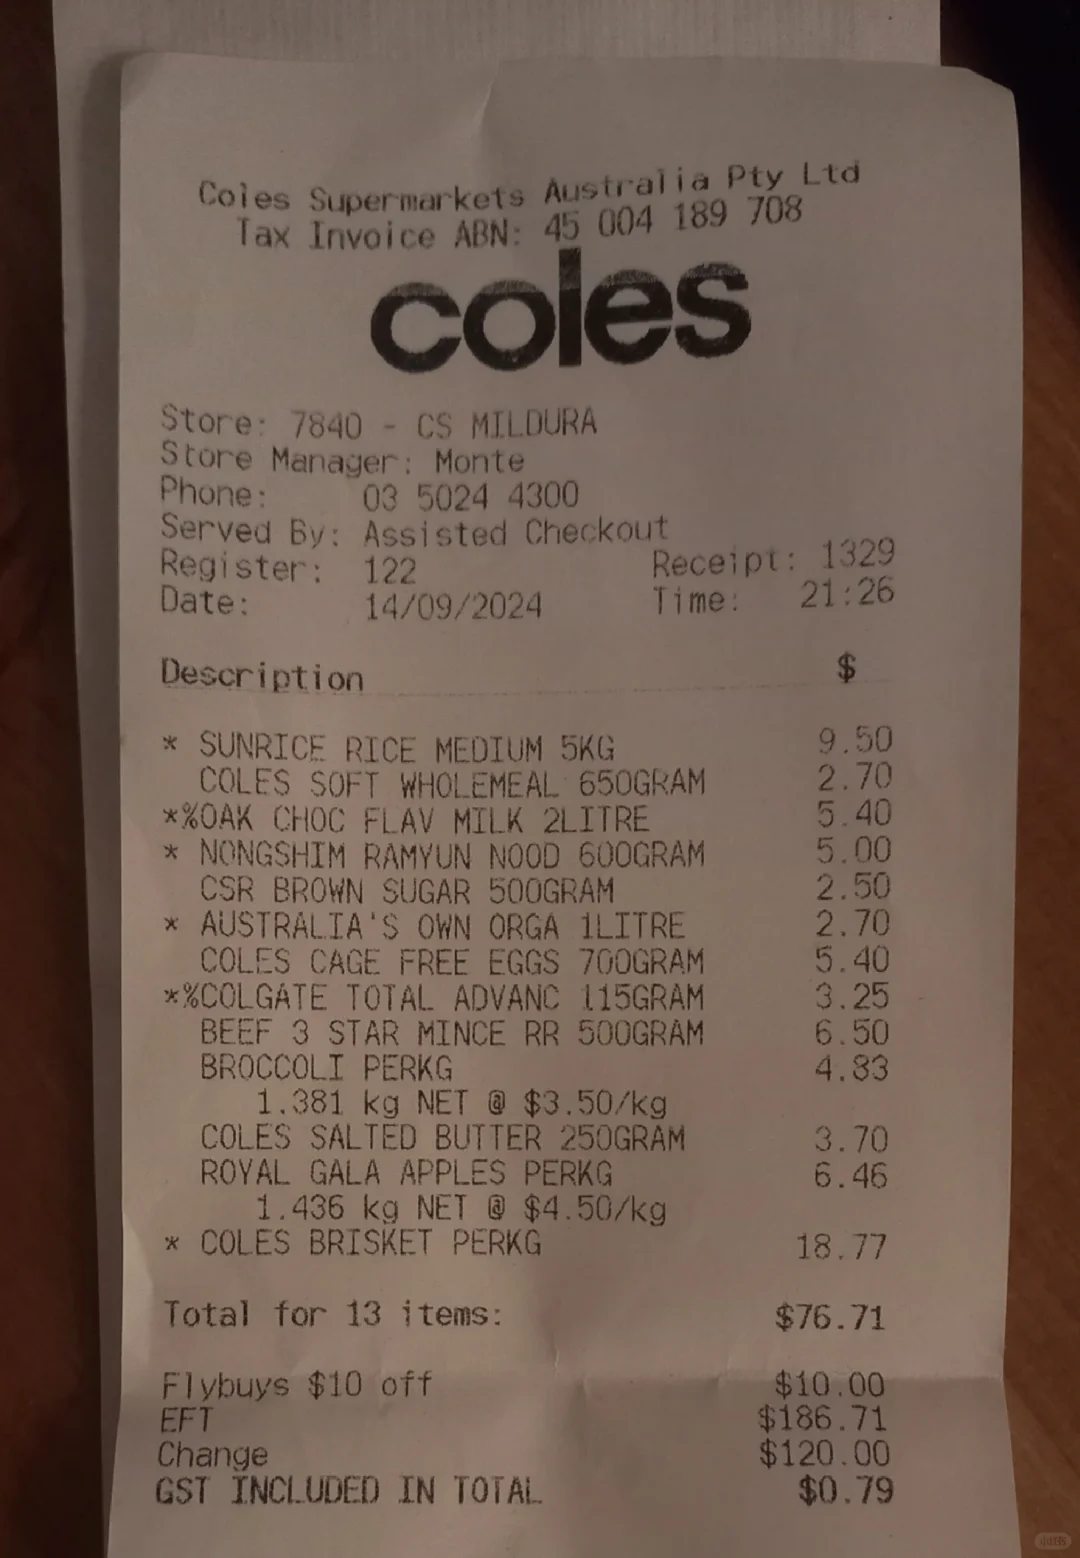 Coles Supermarkets Australia Pty Ltd
Tax Invoice ABN: 45 004 189 708
coles
Store: 7840 - CS MILDURA
Store Manager: Monte
Phone: 03 5024 4300
Served By: Assisted Checkout
Register: 122 Receipt: 1329
Date: 14/09/2024 Time: 21:26
Description $
* SUNRICE RICE MEDIUM 5KG 9.50
COLES SOFT WHOLEMEAL 650GRAM 2.70
*%OAK CHOC FLAV MILK 2LITRE 5.40
* NONGSHIM RAMYUN NOOD 600GRAM 5.00
CSR BROWN SUGAR 500GRAM 2.50
* AUSTRALIA'S OWN ORGA 1LITRE 2.70
COLES CAGE FREE EGGS 700GRAM 5.40
*%COLGATE TOTAL ADVANC 115GRAM 3.25
BEEF 3 STAR MINCE RR 500GRAM 6.50
BROCCOLI PERKG 4.83
1.381 kg NET @ $3.50/kg
COLES SALTED BUTTER 250GRAM 3.70
ROYAL GALA APPLES PERKG 6.46
1.436 kg NET @ $4.50/kg
* COLES BRISKET PERKG 18.77
Total for 13 items: $76.71
Flybuys $10 off $10.00
EFT $186.71
Change $120.00
GST INCLUDED IN TOTAL $0.79